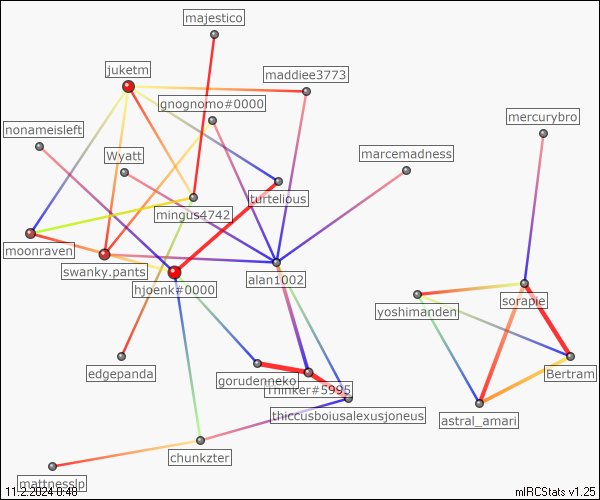 majestico
juketm
maddiee3773
gnognomo#0000
mercurybro
nonameisleft
Wyatt
marcemadness
turtelious
mingus4742
moonraven
swanky.pants
alan1002
hjoenk#0000
sorapie
yoshimanden
edgepanda
gorudenneko
Thinker#5995
Bertram
thiccusboiusalexusjoneus
astral_amari
chunkzter
mattnesslp
11.2.2024 0:40
mIRCStats v1.25